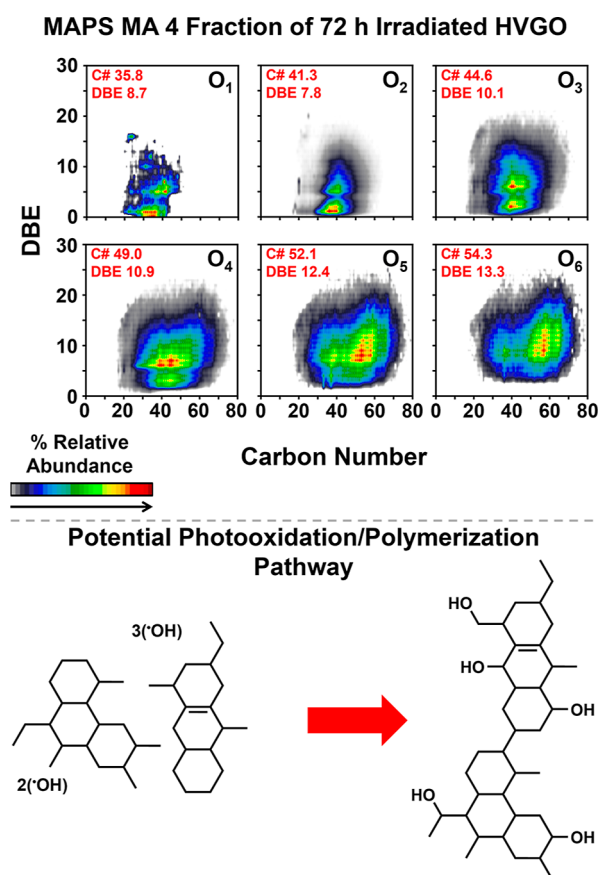 MAPS MA 4 Fraction of 72 h Irradiated HVGO
C# 35.8
DBE 8.7
O1
C# 41.3
DBE 7.8
O2
C# 44.6
DBE 10.1
O3
30
20
10
0
DBE
C# 49.0
DBE 10.9
O4
C# 52.1
DBE 12.4
O5
C# 54.3
DBE 13.3
O6
30
20
10
0
0 20 40 60 80 0 20 40 60 80 0 20 40 60 80
Carbon Number
% Relative
Abundance
Potential Photooxidation/Polymerization
Pathway
3(•OH)
2(•OH)
HO
HO
OH
HO
OH